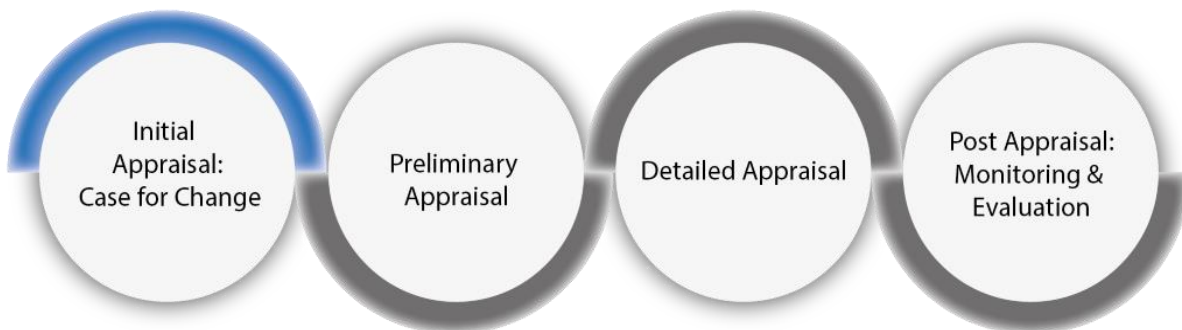 Initial
Appraisal:
Case for Change
Preliminary
Appraisal
Detailed Appraisal
Post Appraisal:
Monitoring &
Evaluation